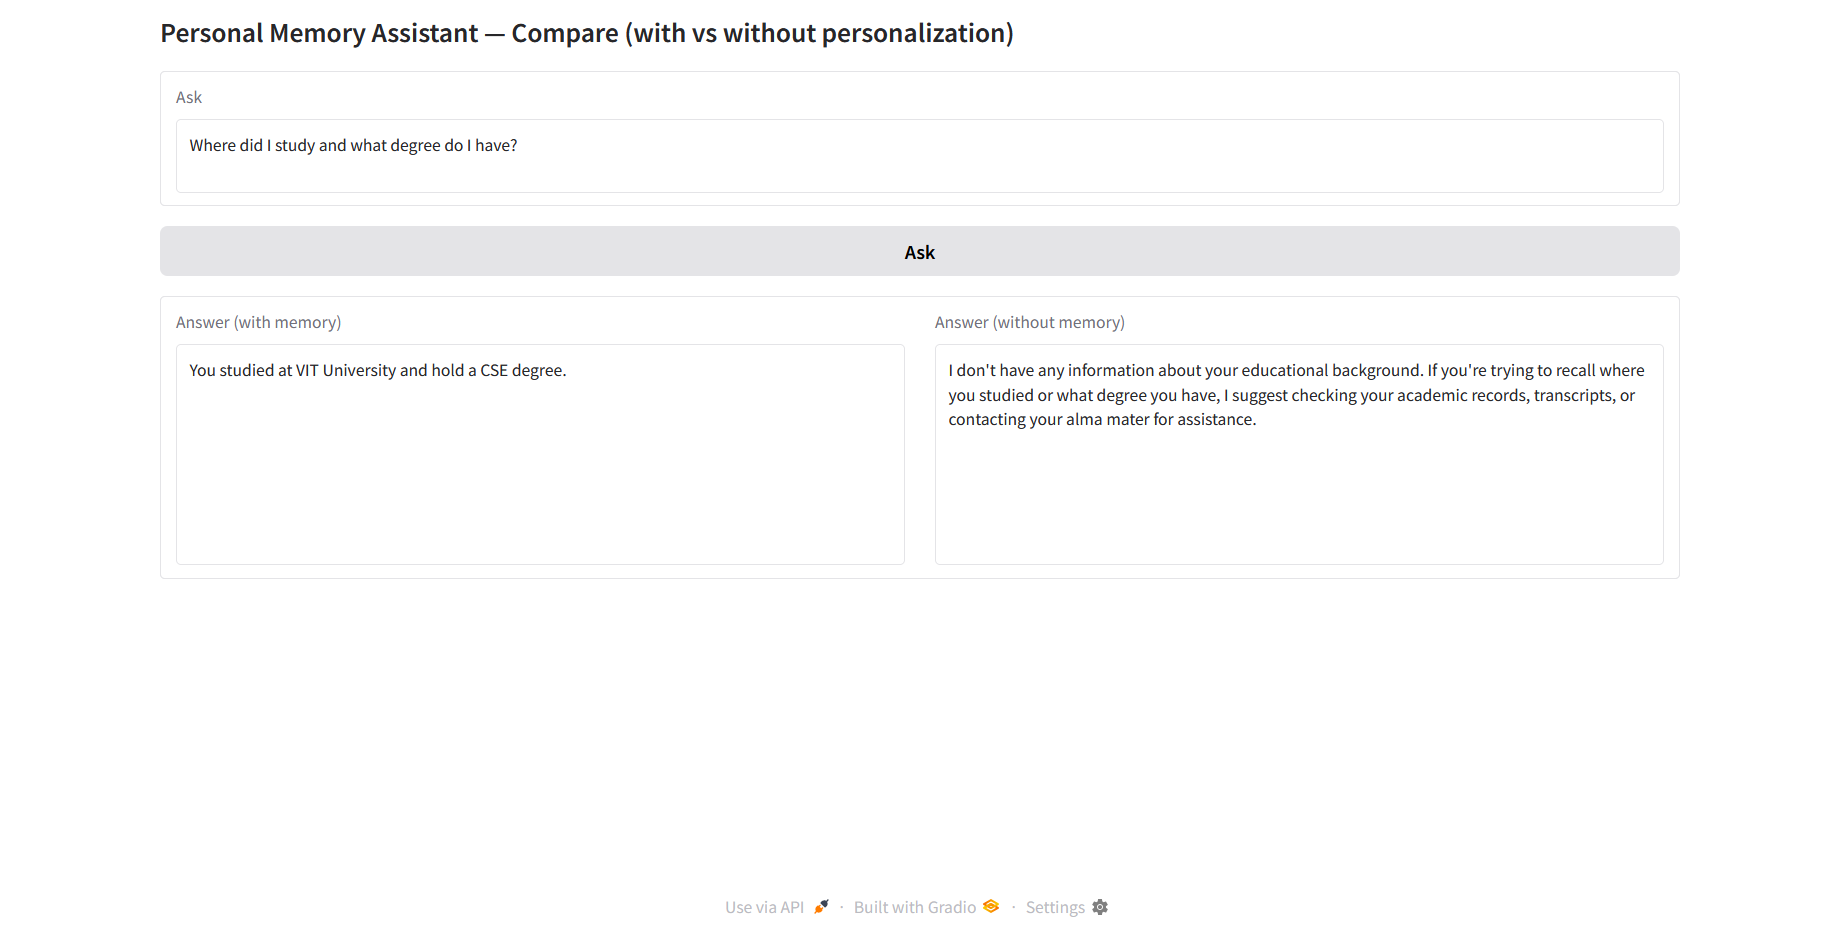 Personal Memory Assistant — Compare (with vs without personalization)
Ask
Where did I study and what degree do I have?
Ask
Answer (with memory)
You studied at VIT University and hold a CSE degree.
Answer (without memory)
I don't have any information about your educational background. If you're trying to recall where
you studied or what degree you have, I suggest checking your academic records, transcripts, or
contacting your alma mater for assistance.
Use via API · Built with Gradio · Settings